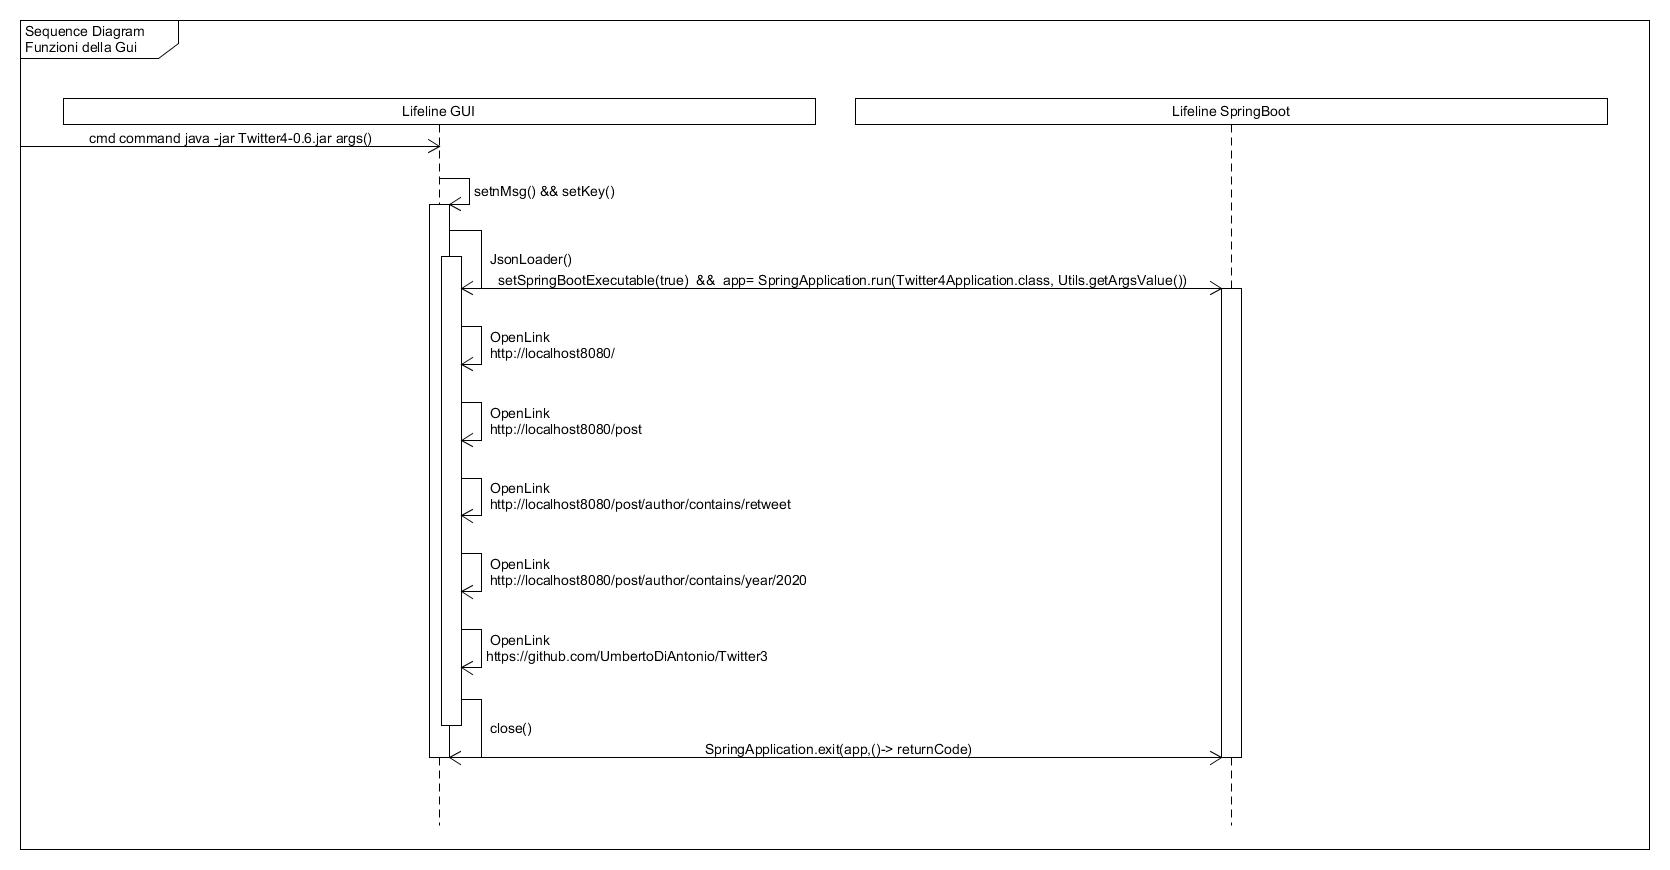 Sequence Diagram
Funzioni della Gui
Lifeline GUI
Lifeline SpringBoot
cmd command java -jar Twitter4-0.6.jar args()
setnMsg() && setKey()
JsonLoader()
setSpringBootExecutable(true)  &&  app= SpringApplication.run(Twitter4Application.class, Utils.getArgsValue())
OpenLink
http://localhost8080/
OpenLink
http://localhost8080/post
OpenLink
http://localhost8080/post/author/contains/retweet
OpenLink
http://localhost8080/post/author/contains/year/2020
OpenLink
https://github.com/UmbertoDiAntonio/Twitter3
close()
SpringApplication.exit(app,()-> returnCode)